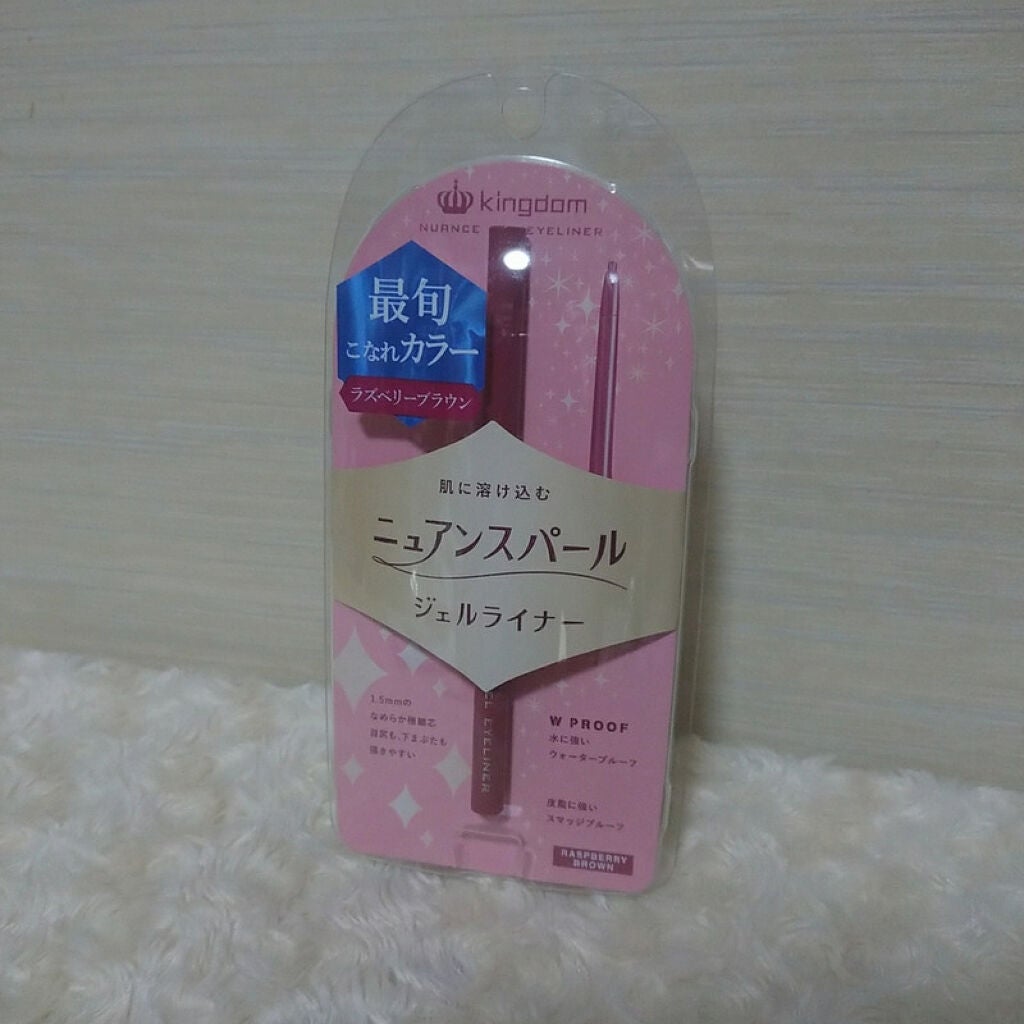 kingdom
NUANCE EYELINER
最旬
こなれカラー
ラズベリーブラウン
肌に溶け込む
ニュアンスパール
ジェルライナー
1.5mmの
なめらか極細芯
目尻も、下まぶたも
描きやすい
EL EYELINER
W PROOF
水に強い
ウォータープルーフ
皮脂に強い
スマッジプルーフ
RASPBERRY
BROWN